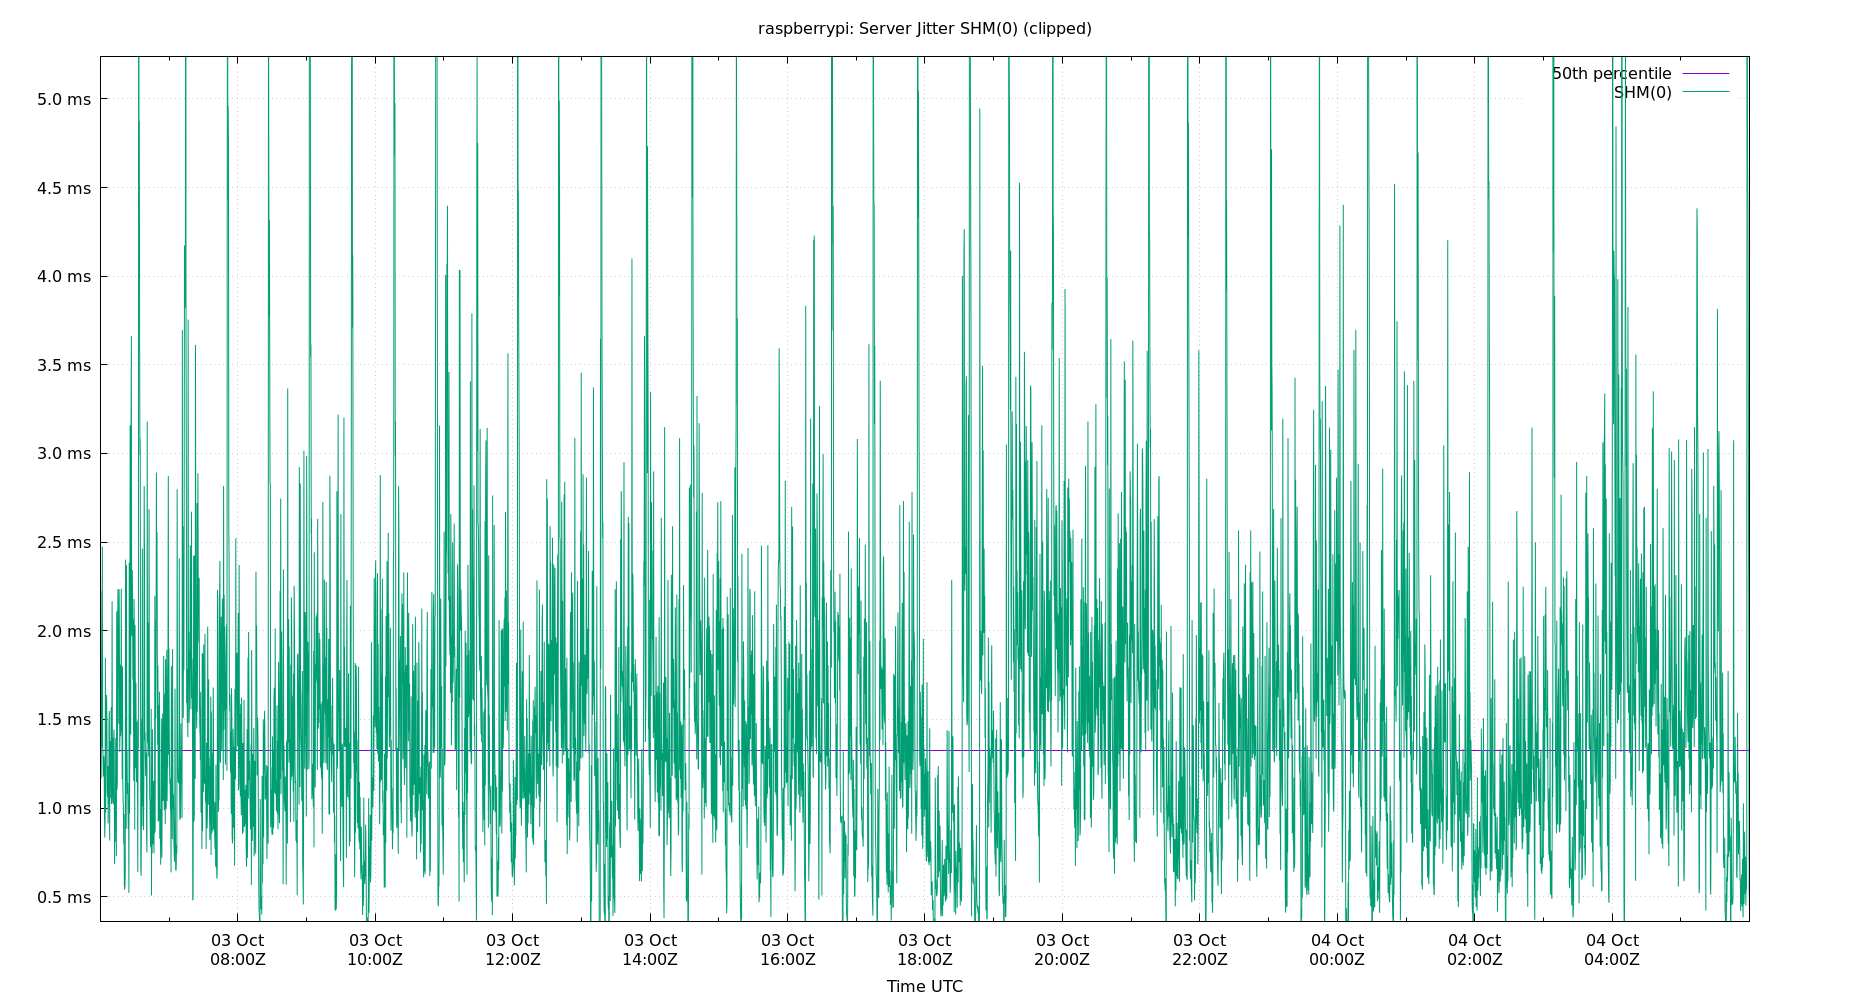 raspberrypi: Server Jitter SHM(0) (clipped)
50th percentile
SHM(0)
5.0 ms
4.5 ms
4.0 ms
3.5 ms
3.0 ms
2.5 ms
2.0 ms
1.5 ms
1.0 ms
0.5 ms
03 Oct 03 Oct 03 Oct 03 Oct 03 Oct 03 Oct 03 Oct 03 Oct 04 Oct 04 Oct 04 Oct
08:00Z 10:00Z 12:00Z 14:00Z 16:00Z 18:00Z 20:00Z 22:00Z 00:00Z 02:00Z 04:00Z
Time UTC